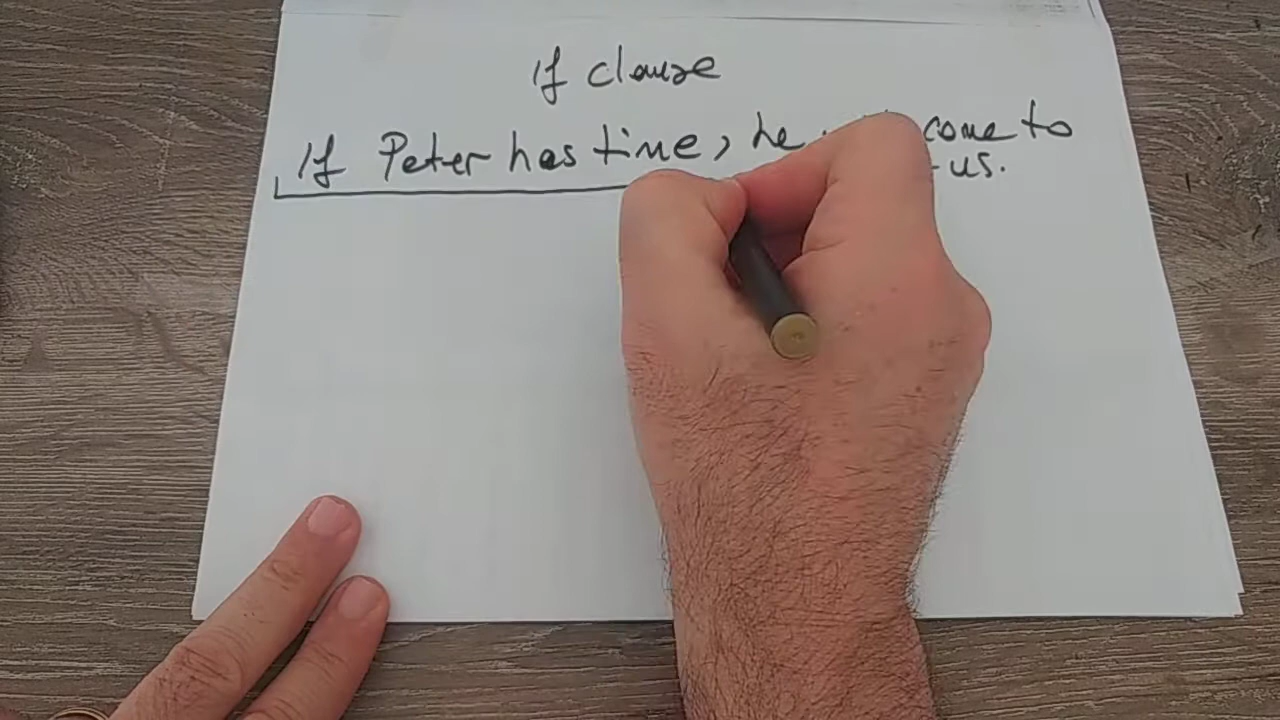 If clause
If Peter has time, he come to
us.